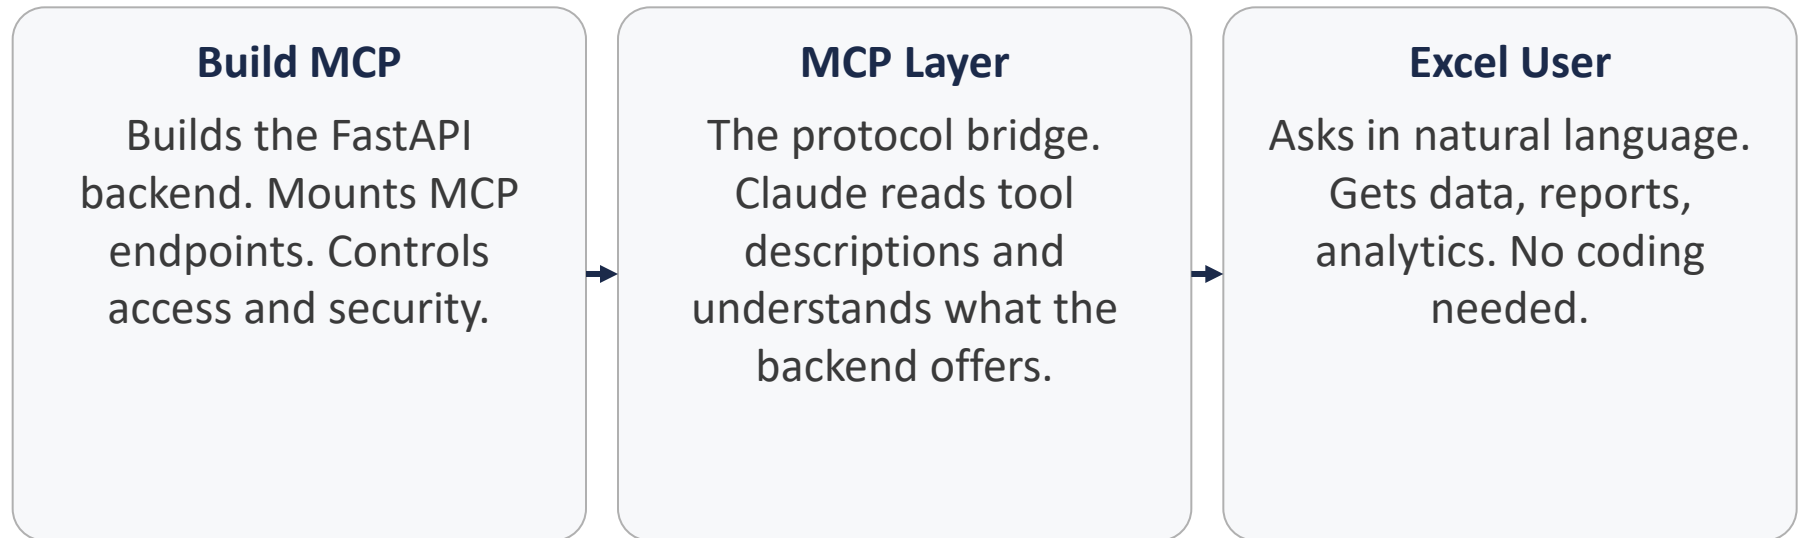 Build MCP
Builds the FastAPI
backend. Mounts MCP
endpoints. Controls
access and security.
MCP Layer
The protocol bridge.
Claude reads tool
descriptions and
understands what the
backend offers.
Excel User
Asks in natural language.
Gets data, reports,
analytics. No coding
needed.